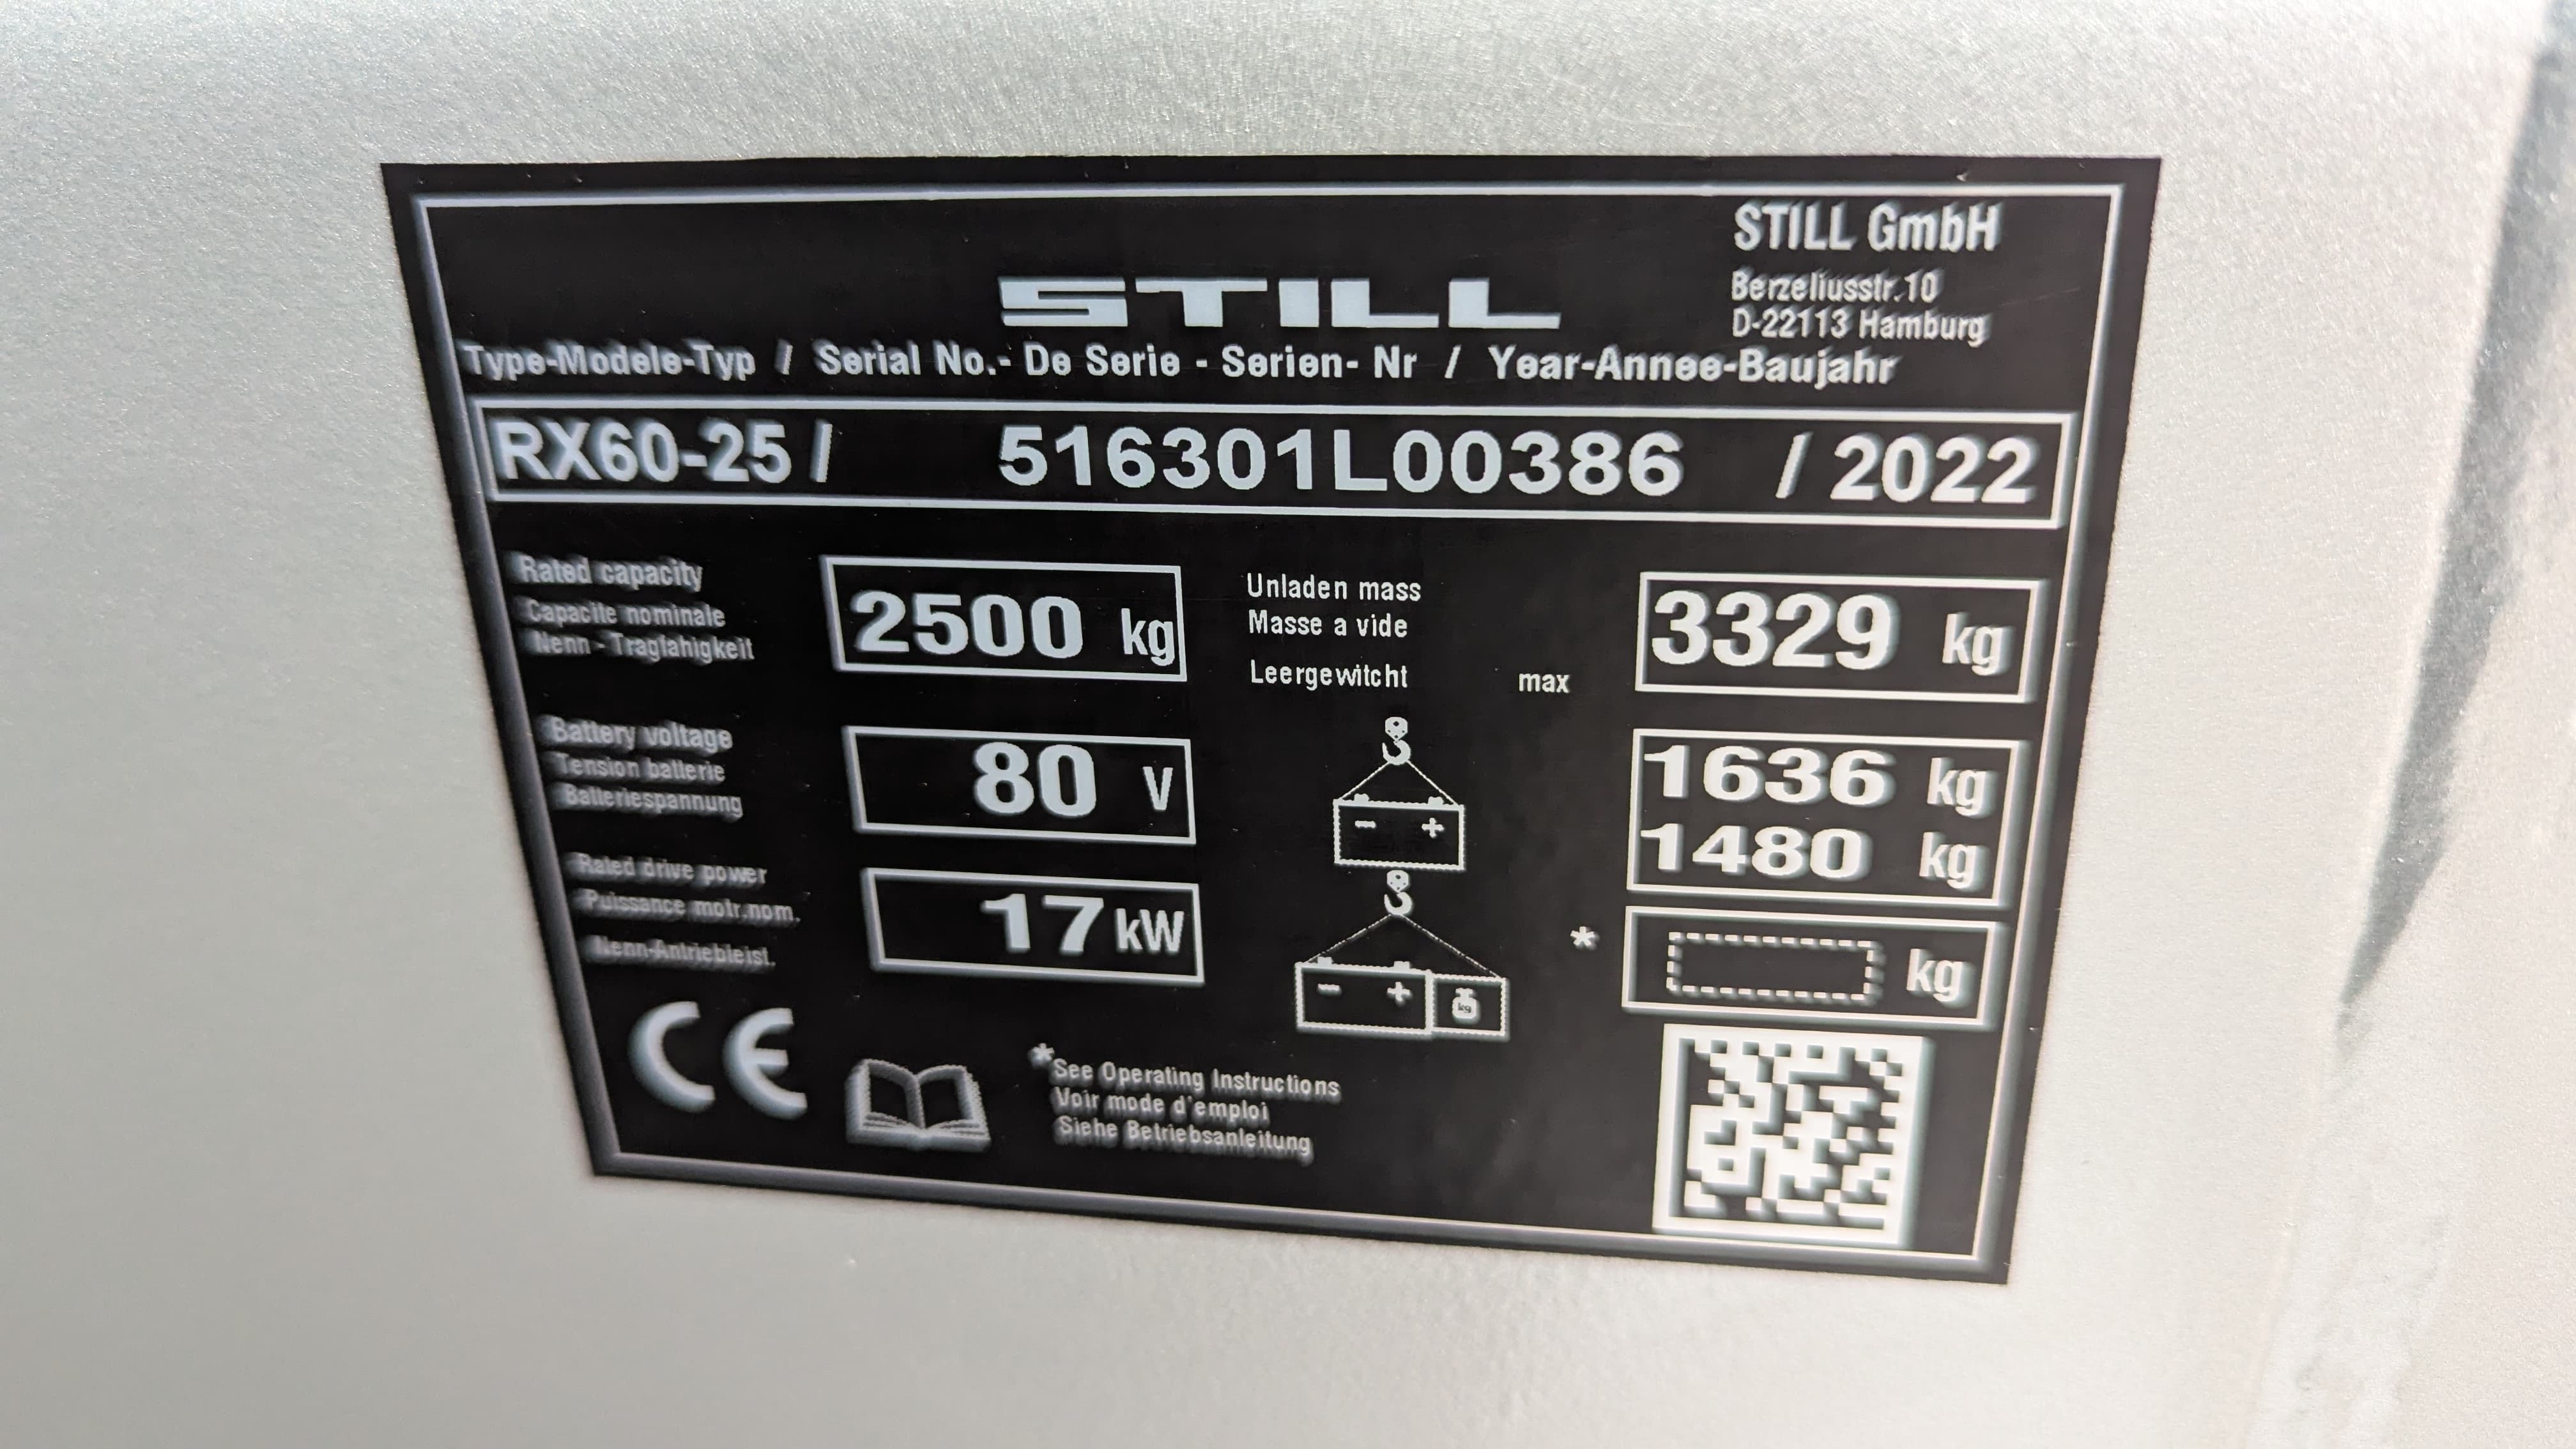 STILL GmbH
Berzeliusstr.10
D-22113 Hamburg
STILL
Type-Modele-Typ / Serial No.- De Serie - Serien- Nr / Year-Annee-Baujahr
RX60-25 / 516301L00386 / 2022
Rated capacity
Capacite nominale
Nenn - Tragfahigkeit
2500 kg
Unladen mass
Masse a vide
Leergewitcht max
3329 kg
Battery voltage
Tension batterie
Batteriespannung
80 V
1636 kg
1480 kg
Rated drive power
Puissance motr.nom.
Nenn-Antriebleist.
17 kW
- +
- + kg
* kg
CE
*See Operating Instructions
Voir mode d'emploi
Siehe Betriebsanleitung